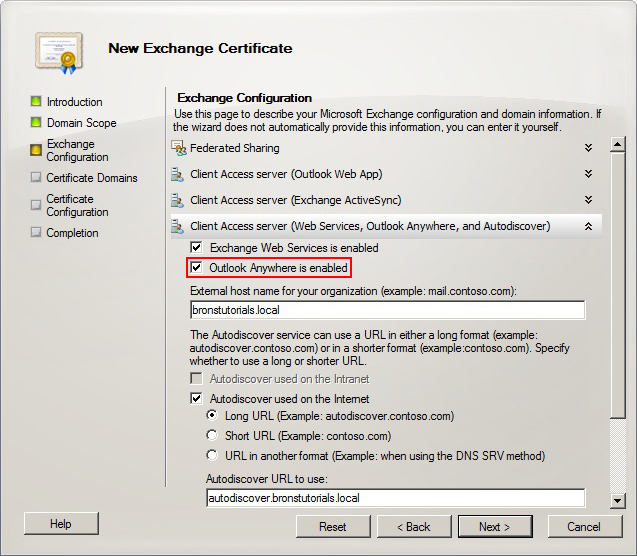 New Exchange Certificate
Introduction
Domain Scope
Exchange
Configuration
Certificate Domains
Certificate
Configuration
Completion
Exchange Configuration
Use this page to describe your Microsoft Exchange configuration and domain information. If
the wizard does not automatically provide this information, you can enter it yourself.
Federated Sharing
Client Access server (Outlook Web App)
Client Access server (Exchange ActiveSync)
Client Access server (Web Services, Outlook Anywhere, and Autodiscover)
Exchange Web Services is enabled
Outlook Anywhere is enabled
External host name for your organization (example: mail.contoso.com):
bronstutorials.local
The Autodiscover service can use a URL in either a long format (example:
autodiscover.contoso.com) or in a shorter format (example:contoso.com). Specify
whether to use a long or shorter URL.
Autodiscover used on the Intranet
Autodiscover used on the Internet
Long URL (Example: autodiscover.contoso.com)
Short URL (Example: contoso.com)
URL in another format (Example: when using the DNS SRV method)
Autodiscover URL to use:
autodiscover.bronstutorials.local
Help
Reset
< Back
Next >
Cancel